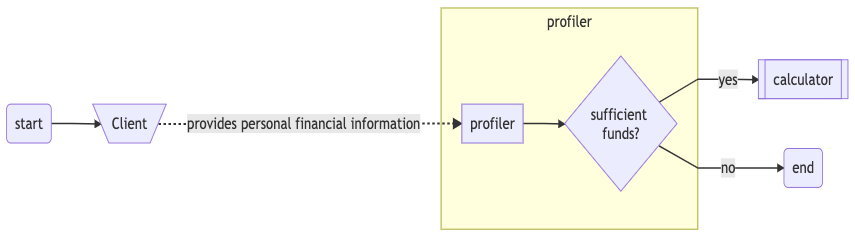 profiler
start
Client
provides personal financial information
profiler
sufficient
funds?
yes
calculator
no
end